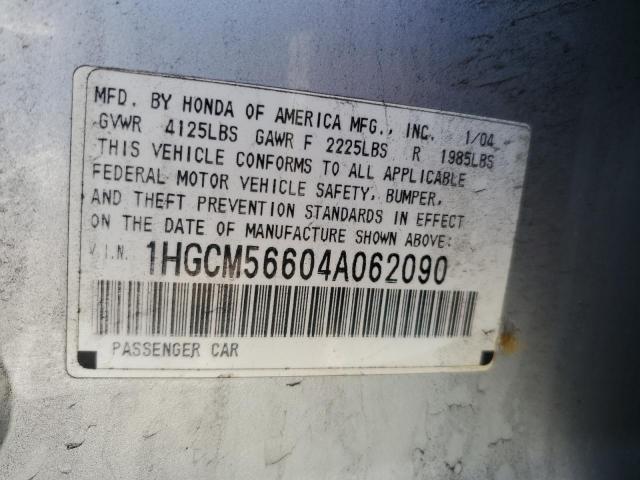 MFD. BY HONDA OF AMERICA MFG., INC. 1/04
GVWR 4125LBS GAWR F 2225LBS R 1985LBS
THIS VEHICLE CONFORMS TO ALL APPLICABLE
FEDERAL MOTOR VEHICLE SAFETY, BUMPER,
AND THEFT PREVENTION STANDARDS IN EFFECT
ON THE DATE OF MANUFACTURE SHOWN ABOVE:
V.I.N. 1HGCM56604A062090
PASSENGER CAR